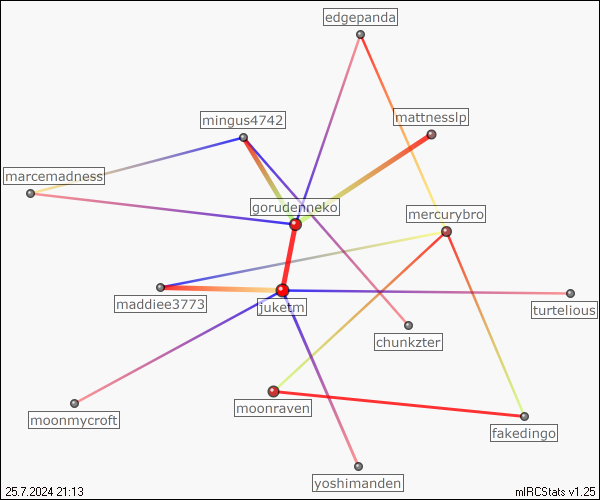 edgepanda
mingus4742
mattnesslp
marcemadness
gorudenneko
mercurybro
maddiee3773
juketm
turtelious
chunkzter
moonraven
moonmycroft
fakedingo
yoshimanden
25.7.2024 21:13
mIRCStats v1.25